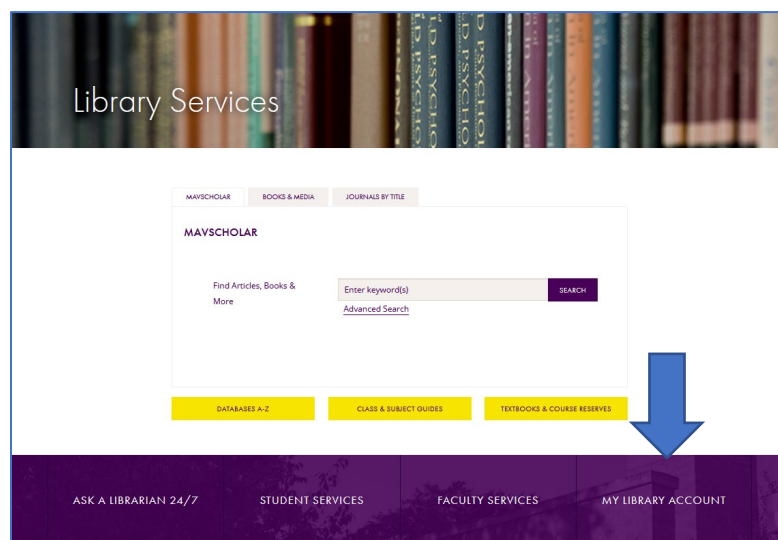 Library Services
MAVSCHOLAR BOOKS & MEDIA JOURNALS BY TITLE
MAVSCHOLAR
Find Articles, Books &
More
Enter keyword(s) SEARCH
Advanced Search
DATABASES A-Z CLASS & SUBJECT GUIDES TEXTBOOKS & COURSE RESERVES
ASK A LIBRARIAN 24/7 STUDENT SERVICES FACULTY SERVICES MY LIBRARY ACCOUNT